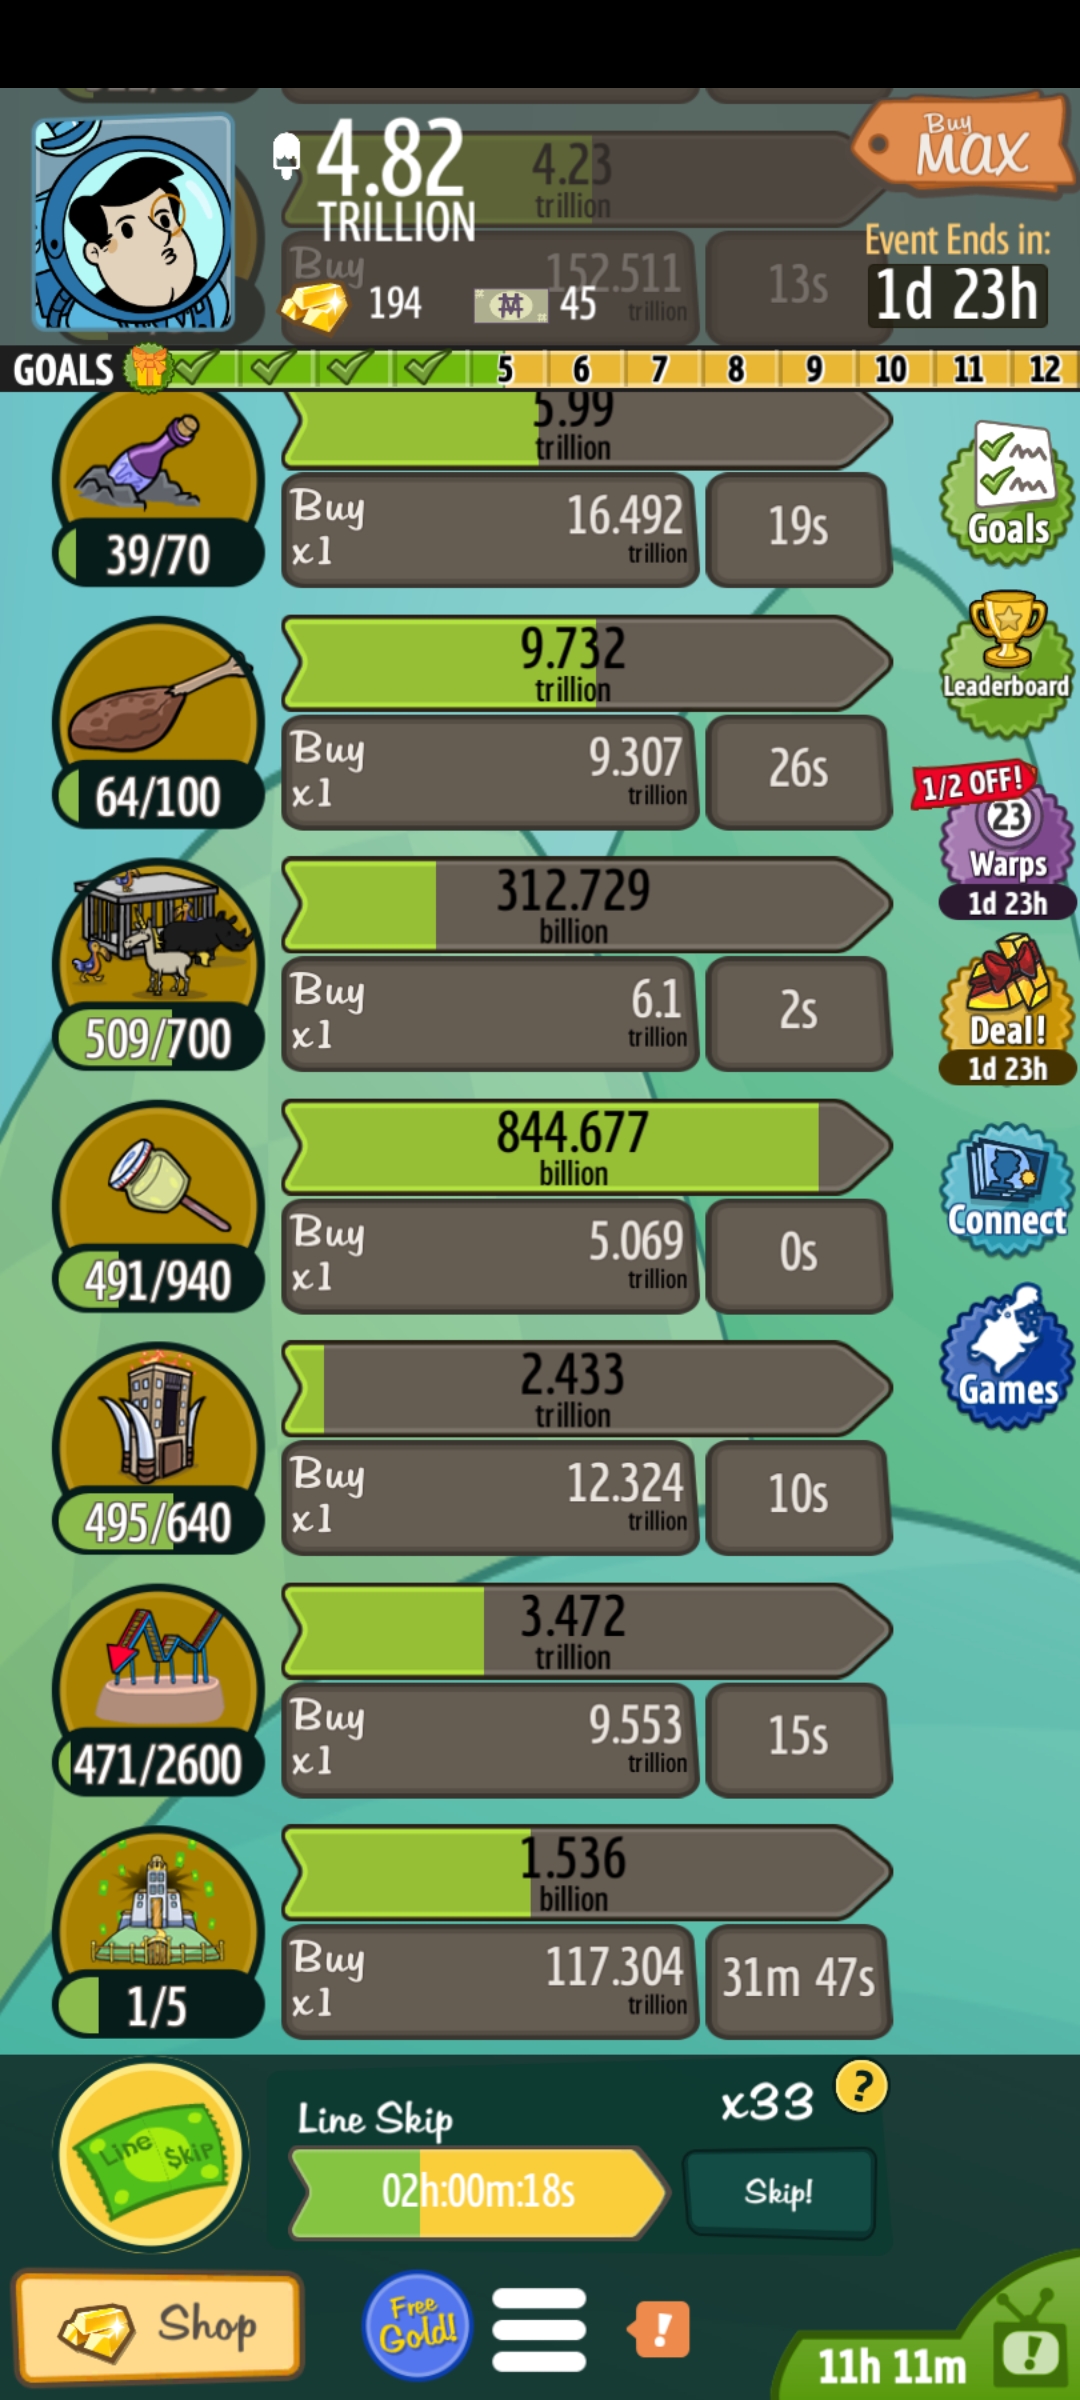 4.82
TRILLION
4.23
trillion
Buy
MAX
Buy
152.511
trillion
13s
194
45
Event Ends in:
1d 23h
GOALS
5
6
7
8
9
10
11
12
5.99
trillion
39/70
Buy
x1
16.492
trillion
19s
Goals
9.732
trillion
64/100
Buy
x1
9.307
trillion
26s
Leaderboard
1/2 OFF!
23
Warps
1d 23h
312.729
billion
509/700
Buy
x1
6.1
trillion
2s
Deal!
1d 23h
844.677
billion
491/940
Buy
x1
5.069
trillion
0s
Connect
2.433
trillion
495/640
Buy
x1
12.324
trillion
10s
Games
3.472
trillion
471/2600
Buy
x1
9.553
trillion
15s
1.536
billion
1/5
Buy
x1
117.304
trillion
31m 47s
Line $kip
Line Skip
x33
?
02h:00m:18s
Skip!
Shop
Free
Gold!
!
11h 11m
!